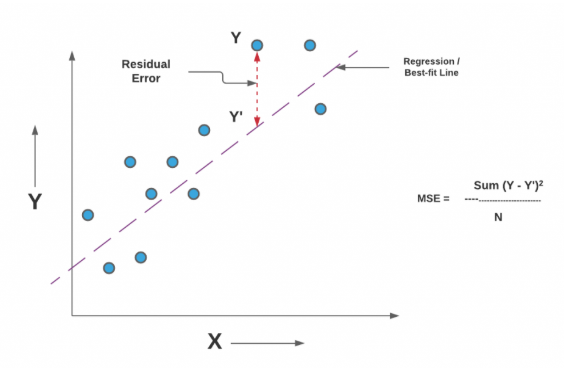 Y
Residual
Error
Regression /
Best-fit Line
Y'
Y
Sum (Y - Y')²
MSE = ----------------------
N
X